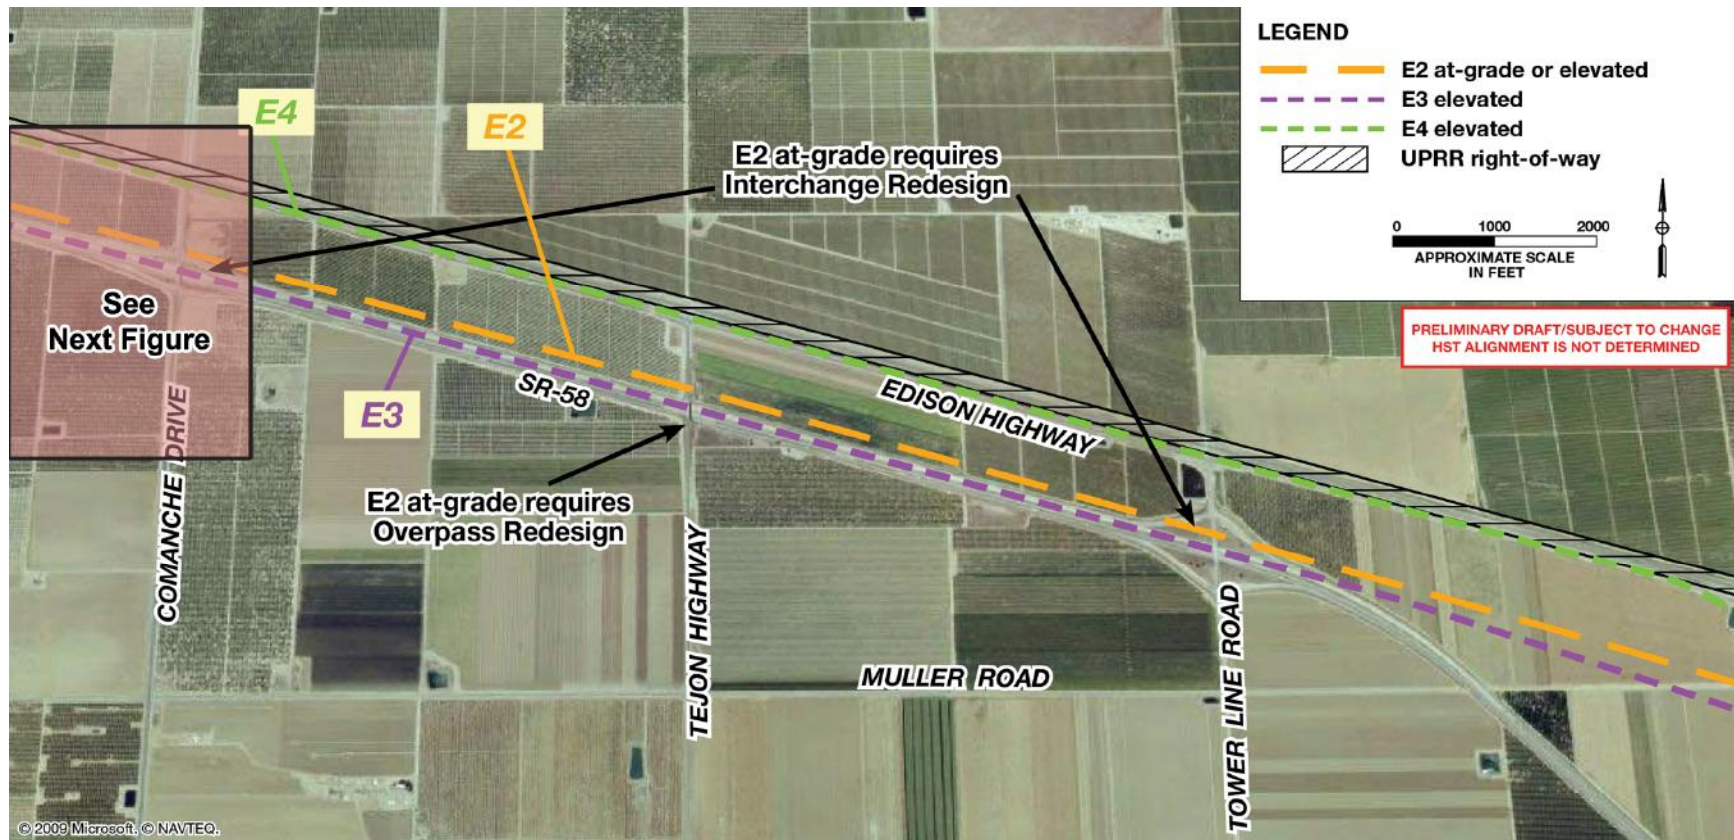 LEGEND
E2 at-grade or elevated
E3 elevated
E4 elevated
UPRR right-of-way
0 1000 2000
APPROXIMATE SCALE
IN FEET
PRELIMINARY DRAFT/SUBJECT TO CHANGE
HST ALIGNMENT IS NOT DETERMINED
E4
E2
E2 at-grade requires
Interchange Redesign
See
Next Figure
E3
SR-58
EDISON HIGHWAY
E2 at-grade requires
Overpass Redesign
COMANCHE DRIVE
TEJON HIGHWAY
MULLER ROAD
TOWER LINE ROAD
© 2009 Microsoft. © NAVTEQ.